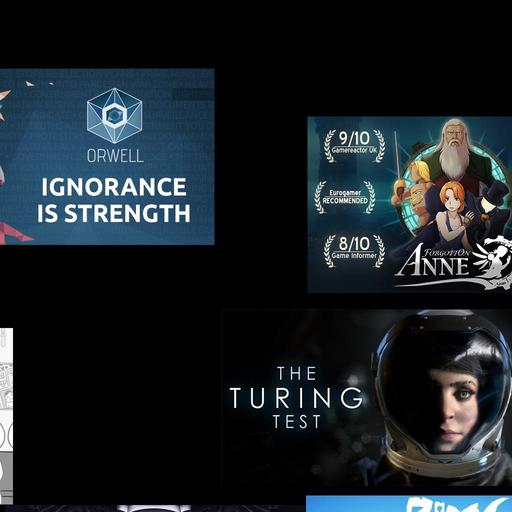 ORWELL
IGNORANCE
IS STRENGTH
9/10
Gamereactor UK
Eurogamer
RECOMMENDED
8/10
Game Informer
FORGOTTON
ANNE
THE
TURING
TEST